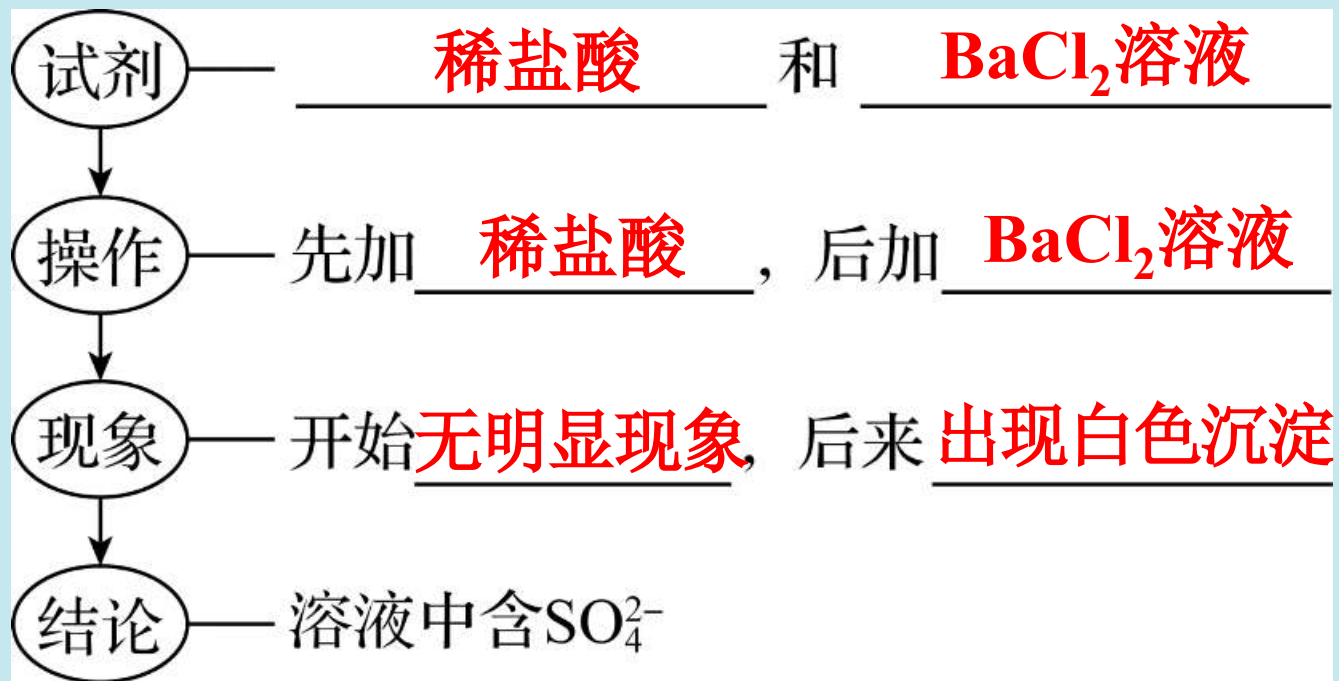 试剂 稀盐酸 和 BaCl₂溶液
操作 先加稀盐酸，后加BaCl₂溶液
现象 开始无明显现象，后来出现白色沉淀
结论 溶液中含SO₄²⁻